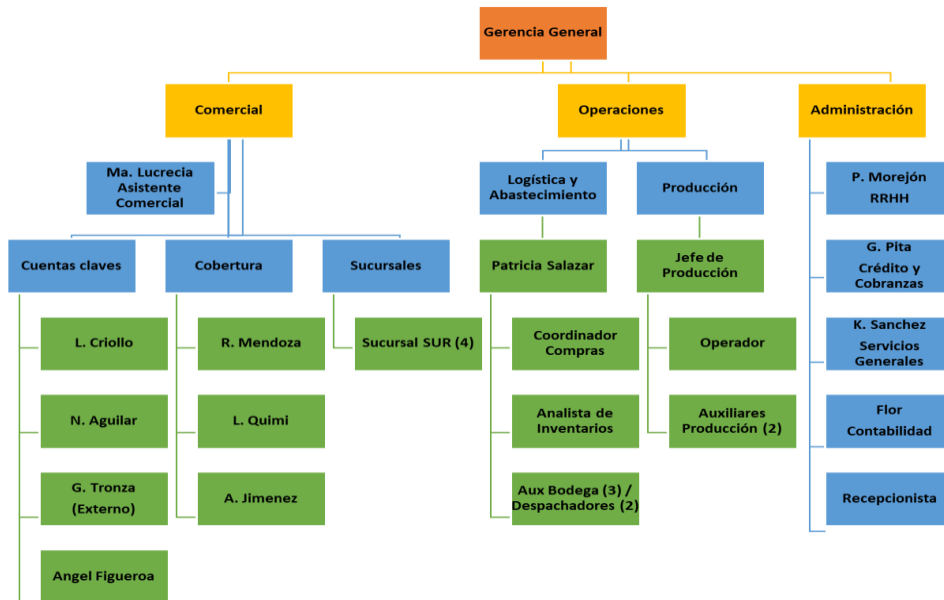 Gerencia General
Comercial
Operaciones
Administración
Ma. Lucrecia
Asistente
Comercial
Logística y
Abastecimiento
Producción
P. Morejón
RRHH
Cuentas claves
Cobertura
Sucursales
Patricia Salazar
Jefe de
Producción
G. Pita
Crédito y
Cobranzas
L. Criollo
R. Mendoza
Sucursal SUR (4)
Coordinador
Compras
Operador
K. Sanchez
Servicios
Generales
N. Aguilar
L. Quimi
Analista de
Inventarios
Auxiliares
Producción (2)
Flor
Contabilidad
G. Tronza
(Externo)
A. Jimenez
Aux Bodega (3) /
Despachadores (2)
Recepcionista
Angel Figueroa